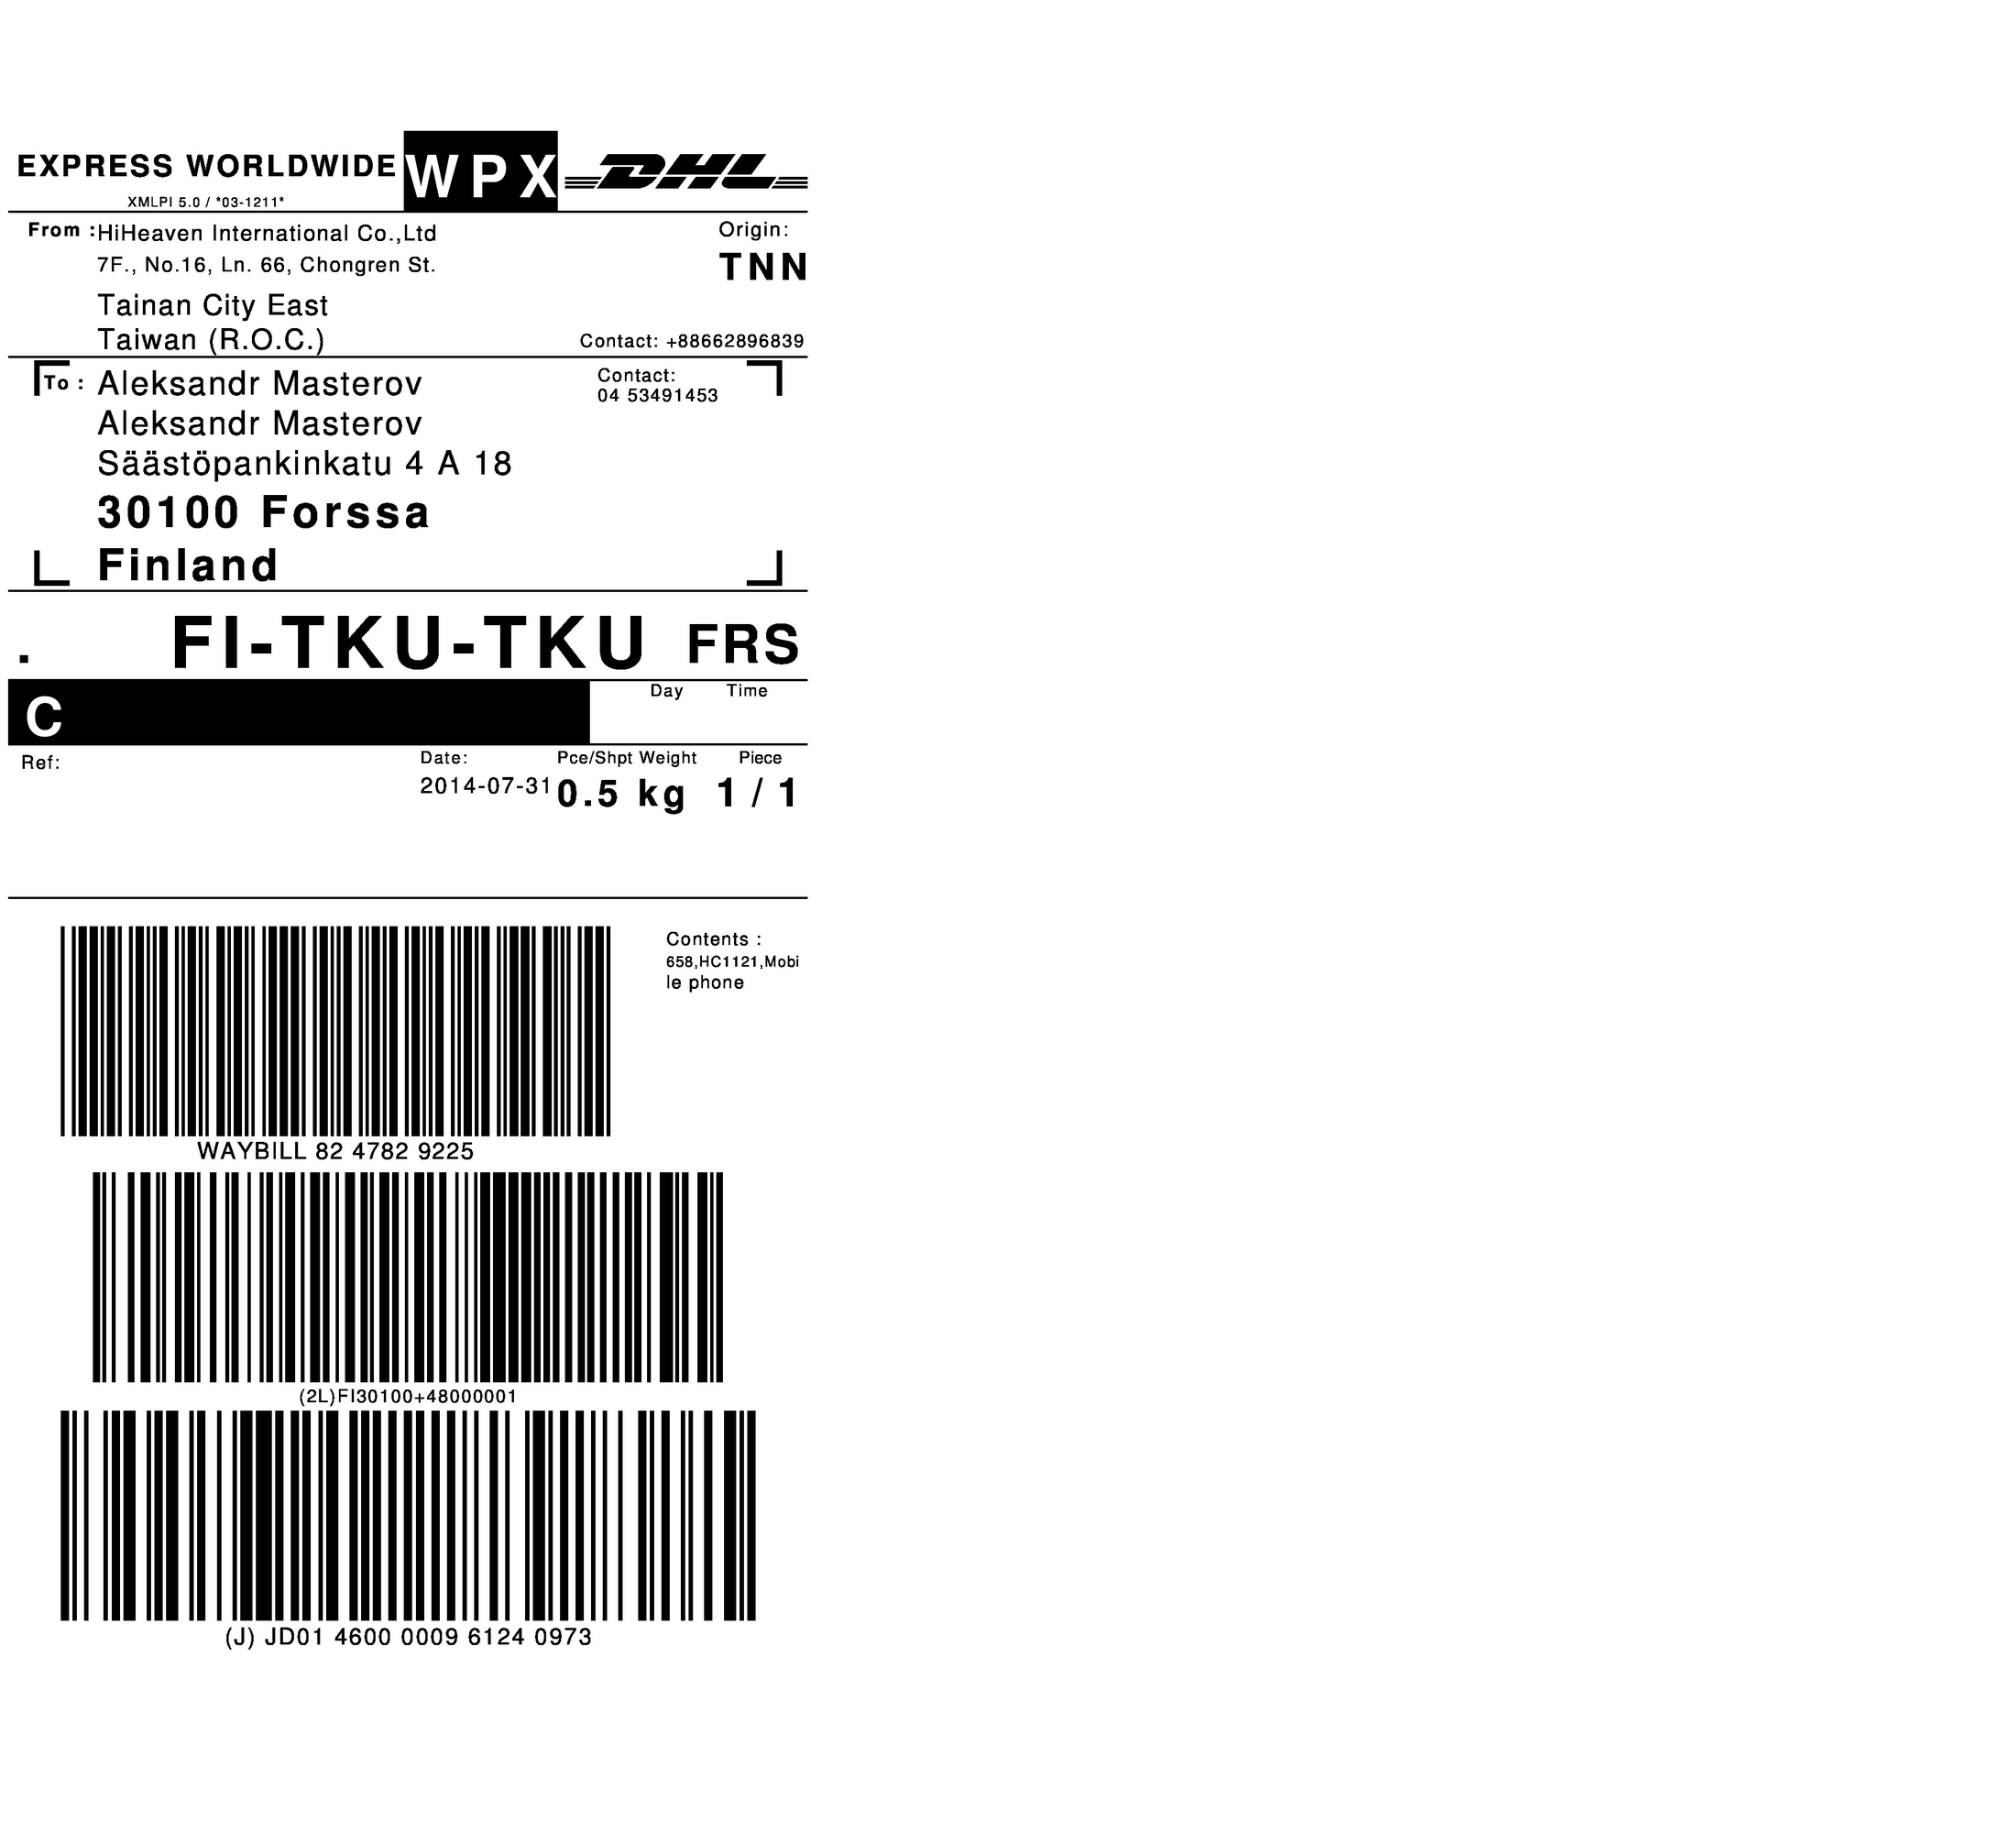 EXPRESS WORLDWIDE WPX DHL
XMLPI 5.0 / *03-1211*
From : HiHeaven International Co.,Ltd Origin:
7F., No.16, Ln. 66, Chongren St. TNN
Tainan City East
Taiwan (R.O.C.) Contact: +88662896839
To : Aleksandr Masterov Contact:
04 53491453
Aleksandr Masterov
Säästöpankinkatu 4 A 18
30100 Forssa
Finland
. FI-TKU-TKU FRS
C Day Time
Ref: Date: Pce/Shpt Weight Piece
2014-07-31 0.5 kg 1 / 1
Contents :
658,HC1121,Mobi
le phone
WAYBILL 82 4782 9225
(2L)FI30100+48000001
(J) JD01 4600 0009 6124 0973